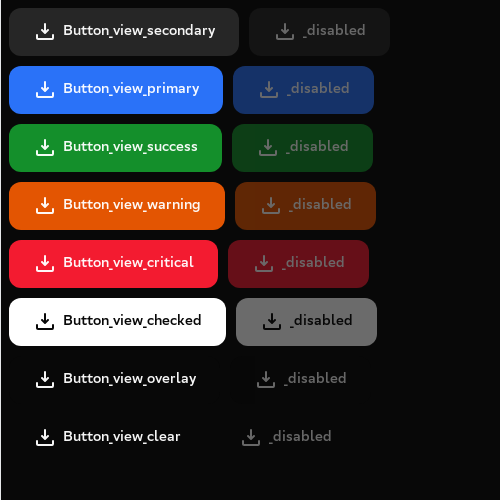 Button_view_secondary _disabled
Button_view_primary _disabled
Button_view_success _disabled
Button_view_warning _disabled
Button_view_critical _disabled
Button_view_checked _disabled
Button_view_overlay _disabled
Button_view_clear _disabled